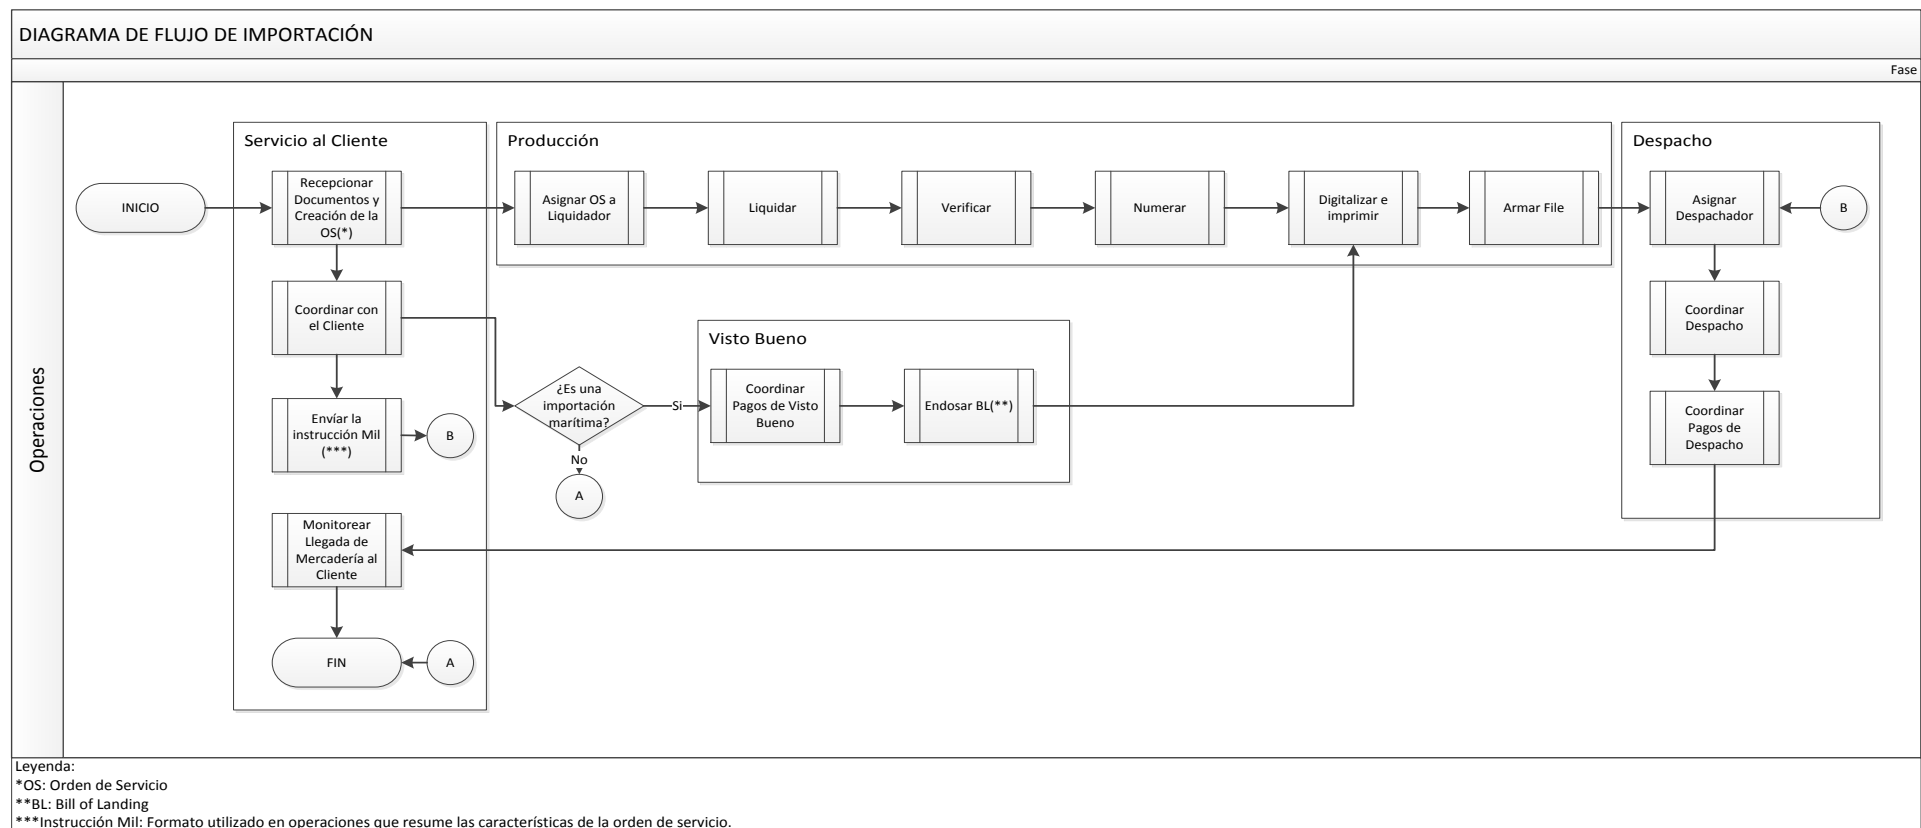 DIAGRAMA DE FLUJO DE IMPORTACIÓN
Fase
Operaciones
Servicio al Cliente
Producción
Despacho
INICIO
Recepcionar
Documentos y
Creación de la
OS(*)
Asignar OS a
Liquidador
Liquidar
Verificar
Numerar
Digitalizar e
imprimir
Armar File
Asignar
Despachador
B
Coordinar con
el Cliente
Coordinar
Despacho
Visto Bueno
¿Es una
importación
marítima?
Si
No
A
Coordinar
Pagos de Visto
Bueno
Endosar BL(**)
Coordinar
Pagos de
Despacho
Envíar la
instrucción Mil
(***)
B
Monitorear
Llegada de
Mercadería al
Cliente
FIN
A
Leyenda:
*OS: Orden de Servicio
**BL: Bill of Landing
***Instrucción Mil: Formato utilizado en operaciones que resume las características de la orden de servicio.